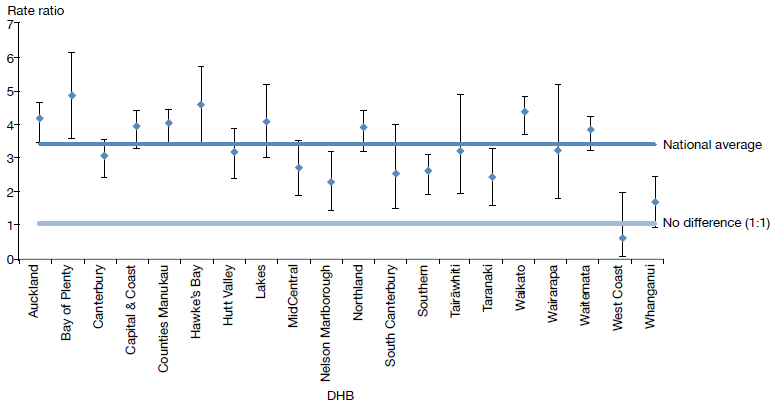 Rate ratio
7
6
5
4
3
2
1
0
National average
No difference (1:1)
Auckland
Bay of Plenty
Canterbury
Capital & Coast
Counties Manukau
Hawke's Bay
Hutt Valley
Lakes
MidCentral
Nelson Marlborough
Northland
South Canterbury
Southern
Tairāwhiti
Taranaki
Waikato
Wairarapa
Waitemata
West Coast
Whanganui
DHB